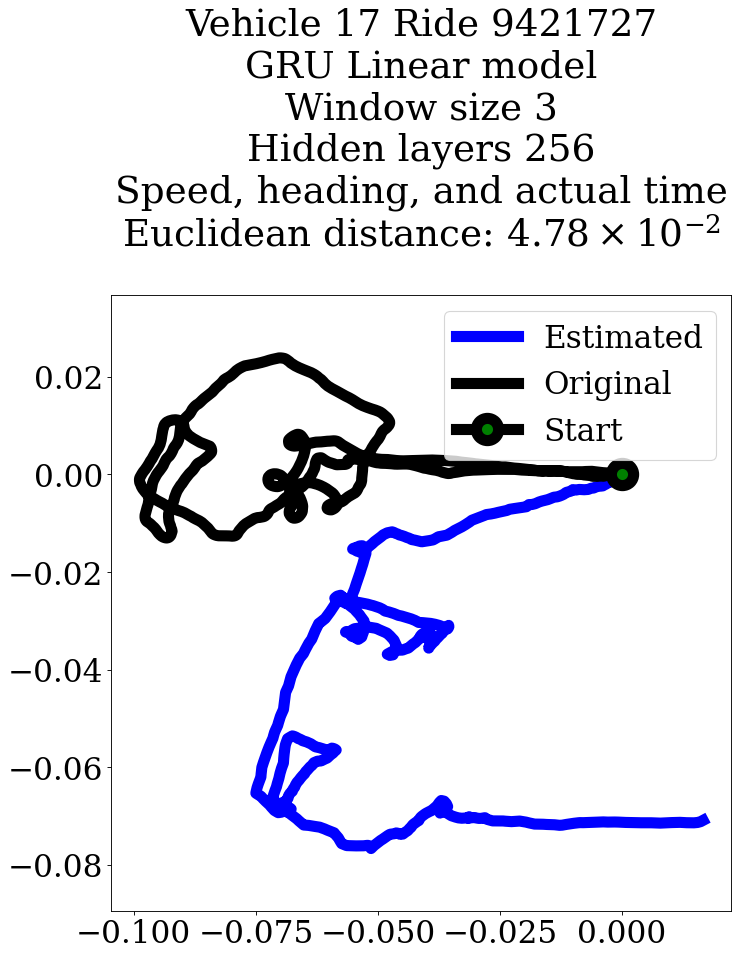 Vehicle 17 Ride 9421727
GRU Linear model
Window size 3
Hidden layers 256
Speed, heading, and actual time
Euclidean distance: 4.78 × 10⁻²
Estimated
Original
Start
0.02
0.00
−0.02
−0.04
−0.06
−0.08
−0.100 −0.075 −0.050 −0.025 0.000